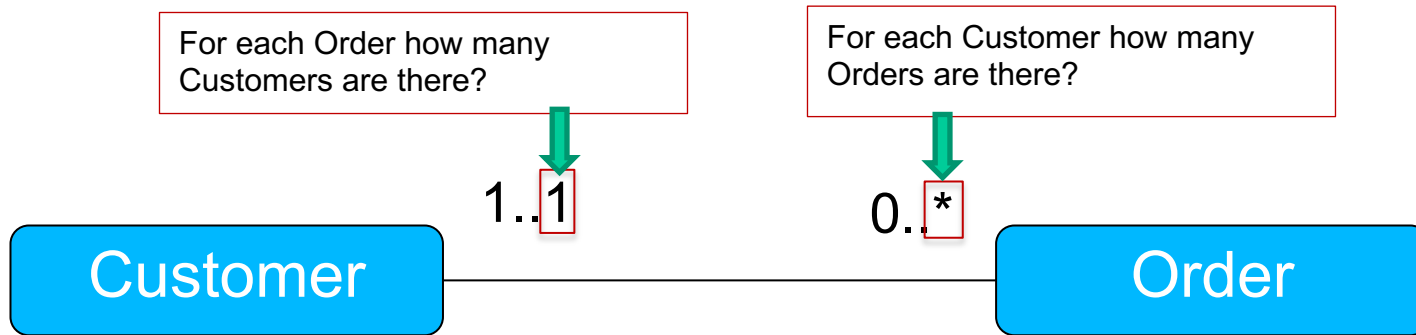 For each Order how many
Customers are there?
For each Customer how many
Orders are there?
1..1
0..*
Customer
Order